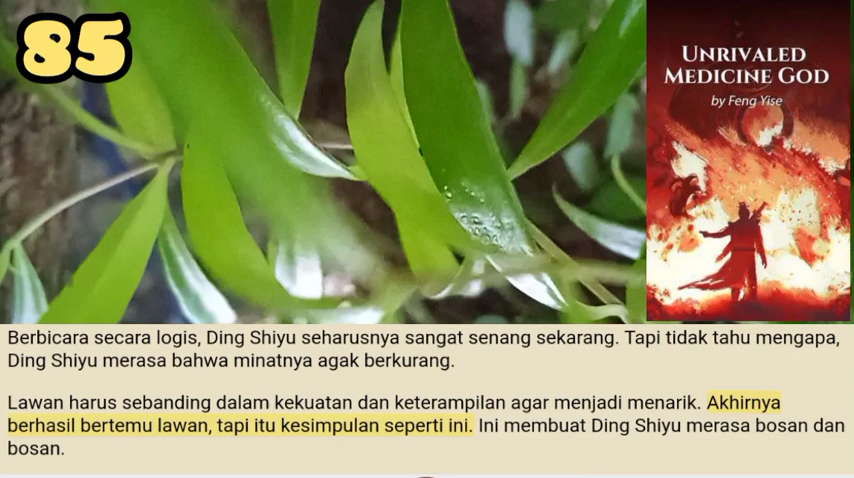 85
UNRIVALED
MEDICINE GOD
by Feng Yise
Berbicara secara logis, Ding Shiyu seharusnya sangat senang sekarang. Tapi tidak tahu mengapa,
Ding Shiyu merasa bahwa minatnya agak berkurang.
Lawan harus sebanding dalam kekuatan dan keterampilan agar menjadi menarik. Akhirnya
berhasil bertemu lawan, tapi itu kesimpulan seperti ini. Ini membuat Ding Shiyu merasa bosan dan
bosan.